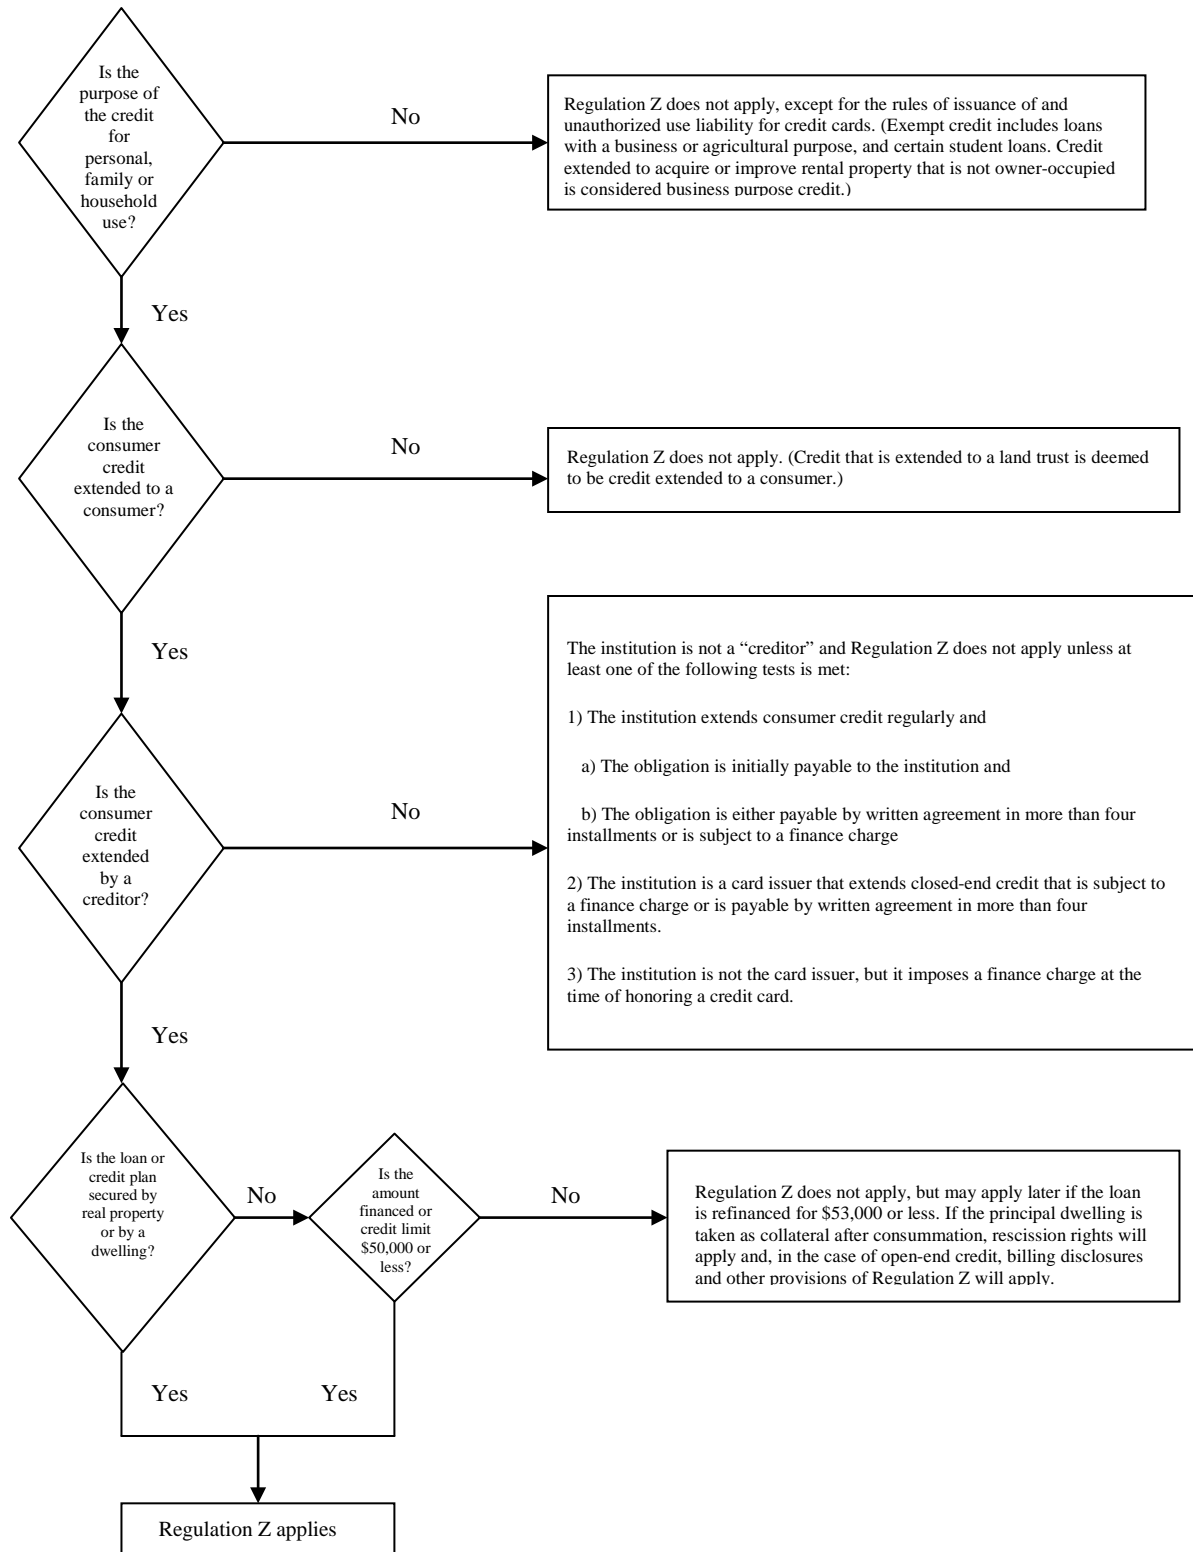 Is the
purpose of
the credit
for
personal,
family or
household
use?
No
Regulation Z does not apply, except for the rules of issuance of and
unauthorized use liability for credit cards. (Exempt credit includes loans
with a business or agricultural purpose, and certain student loans. Credit
extended to acquire or improve rental property that is not owner-occupied
is considered business purpose credit.)
Yes
Is the
consumer
credit
extended to a
consumer?
No
Regulation Z does not apply. (Credit that is extended to a land trust is deemed
to be credit extended to a consumer.)
Yes
Is the
consumer
credit
extended
by a
creditor?
No
The institution is not a “creditor” and Regulation Z does not apply unless at
least one of the following tests is met:
1) The institution extends consumer credit regularly and
a) The obligation is initially payable to the institution and
b) The obligation is either payable by written agreement in more than four
installments or is subject to a finance charge
2) The institution is a card issuer that extends closed-end credit that is subject to
a finance charge or is payable by written agreement in more than four
installments.
3) The institution is not the card issuer, but it imposes a finance charge at the
time of honoring a credit card.
Yes
Is the loan or
credit plan
secured by
real property
or by a
dwelling?
No
Is the
amount
financed or
credit limit
$50,000 or
less?
No
Regulation Z does not apply, but may apply later if the loan
is refinanced for $53,000 or less. If the principal dwelling is
taken as collateral after consummation, rescission rights will
apply and, in the case of open-end credit, billing disclosures
and other provisions of Regulation Z will apply.
Yes
Yes
Regulation Z applies